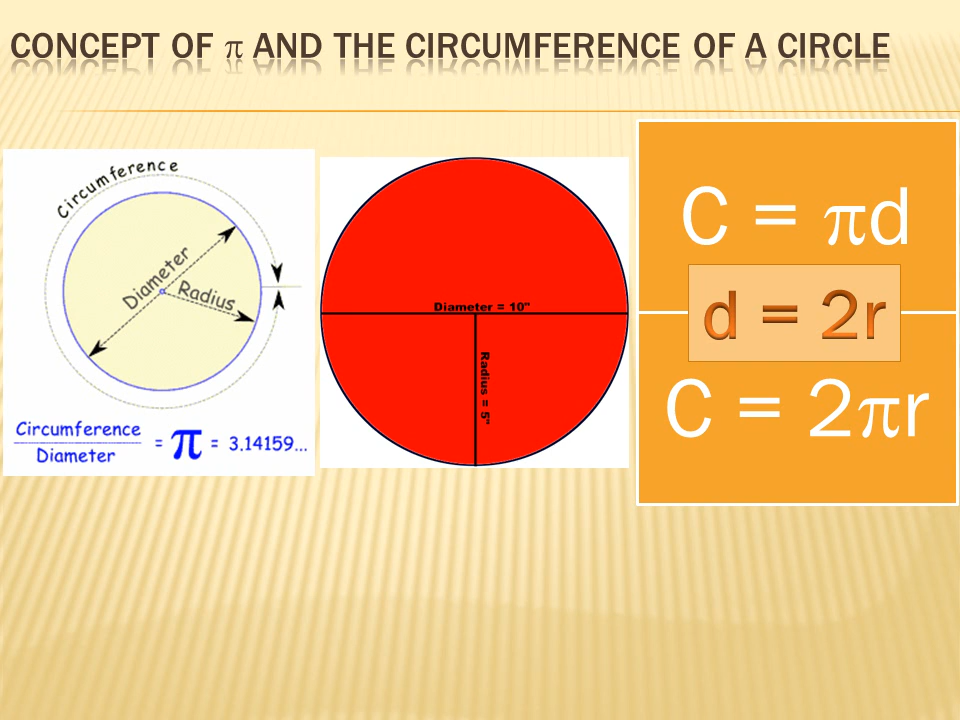 CONCEPT OF π AND THE CIRCUMFERENCE OF A CIRCLE
Circumference
Diameter
Radius
Circumference
Diameter
= π = 3.14159...
Diameter = 10"
Radius = 5"
C = πd
d = 2r
C = 2πr